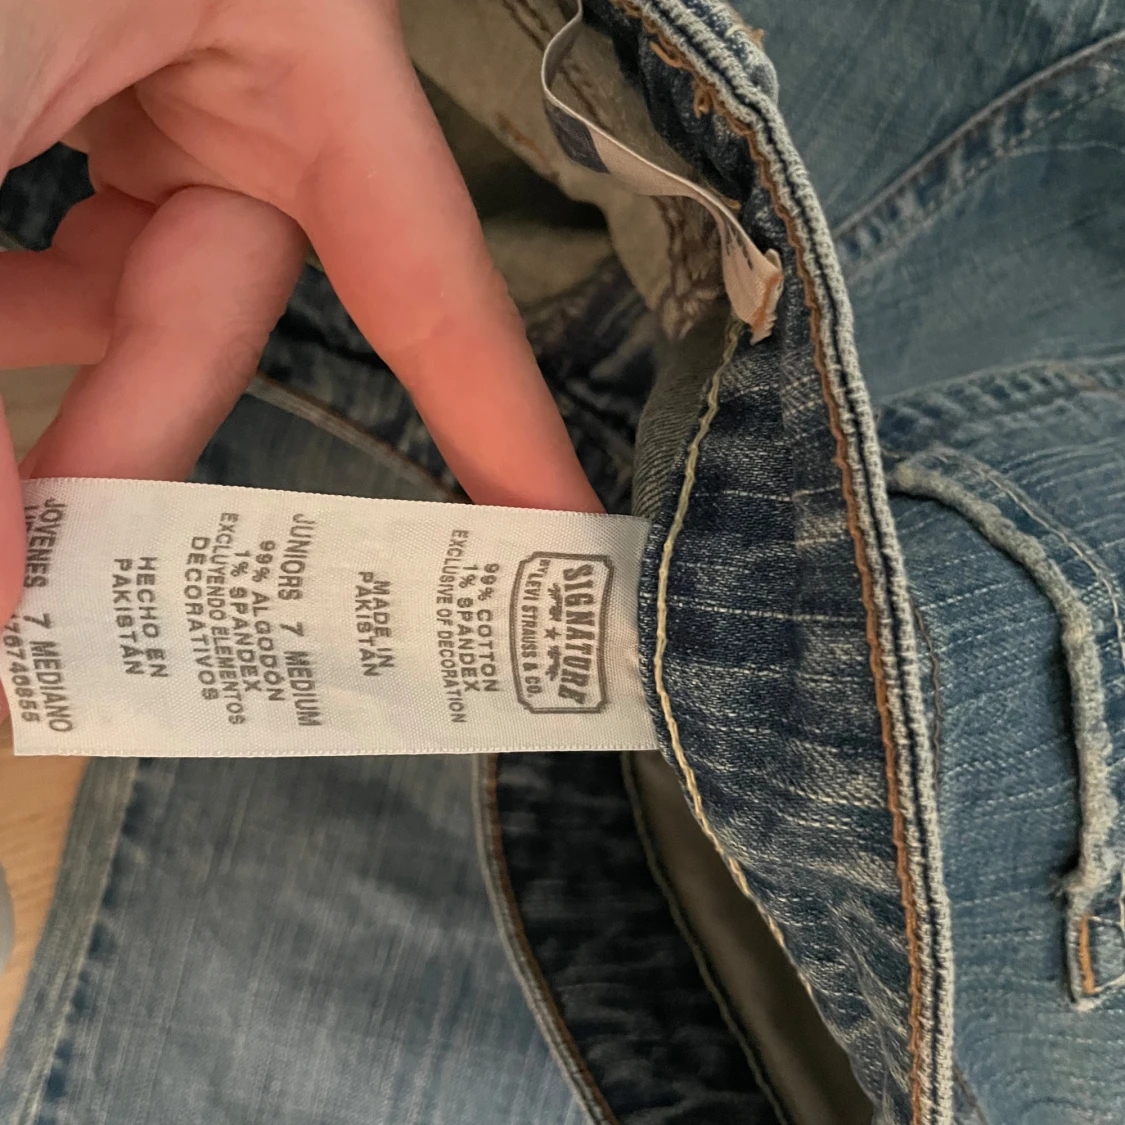 SIGNATURE
BY LEVI STRAUSS & CO.
99% COTTON
1% SPANDEX
EXCLUSIVE OF DECORATION
MADE IN
PAKISTAN
JUNIORS 7 MEDIUM
99% ALGODÓN
1% SPANDEX
EXCLUYENDO ELEMENTOS
DECORATIVOS
HECHO EN
PAKISTÁN
JOVENES 7 MEDIANO